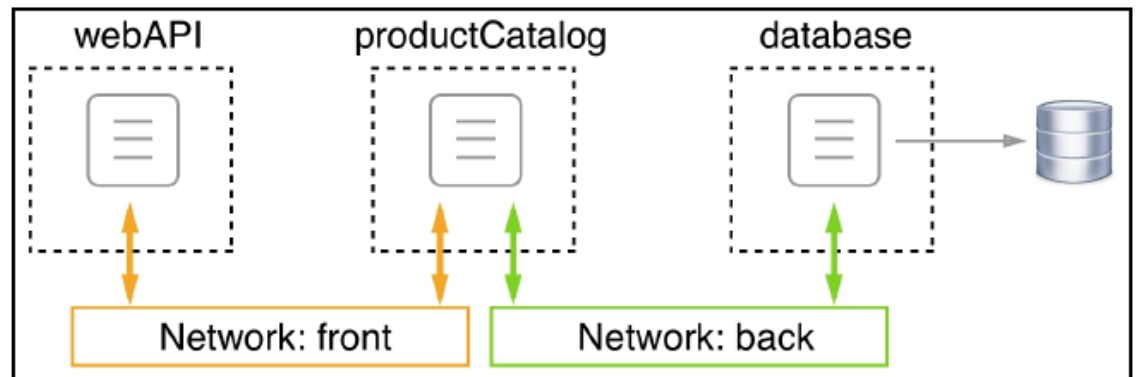 webAPI
productCatalog
database
Network: front
Network: back